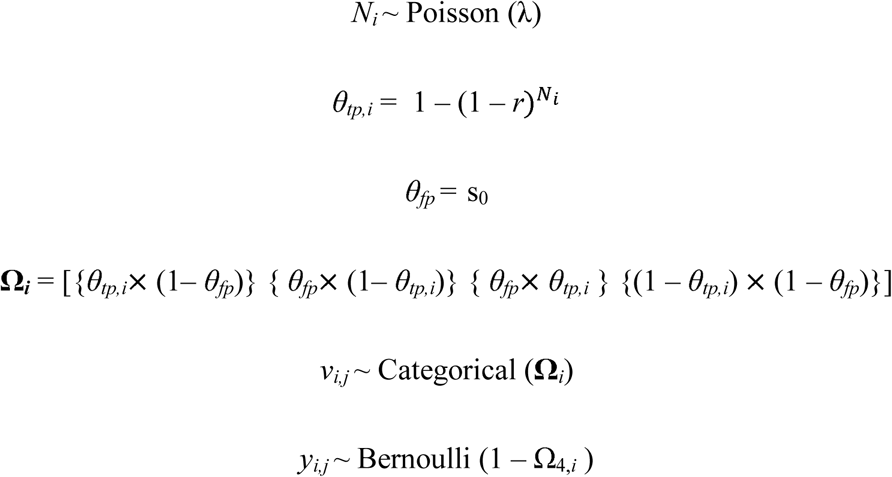 Nᵢ ~ Poisson (λ)
θₜₚ,ᵢ = 1 – (1 – r)^Nᵢ
θfp = s₀
Ωᵢ = [{θtp,i× (1– θfp)} { θfp× (1– θtp,i)} { θfp× θtp,i } {(1 – θtp,i) × (1 – θfp)}]
vi,j ~ Categorical (Ωi)
yi,j ~ Bernoulli (1 – Ω4,i )